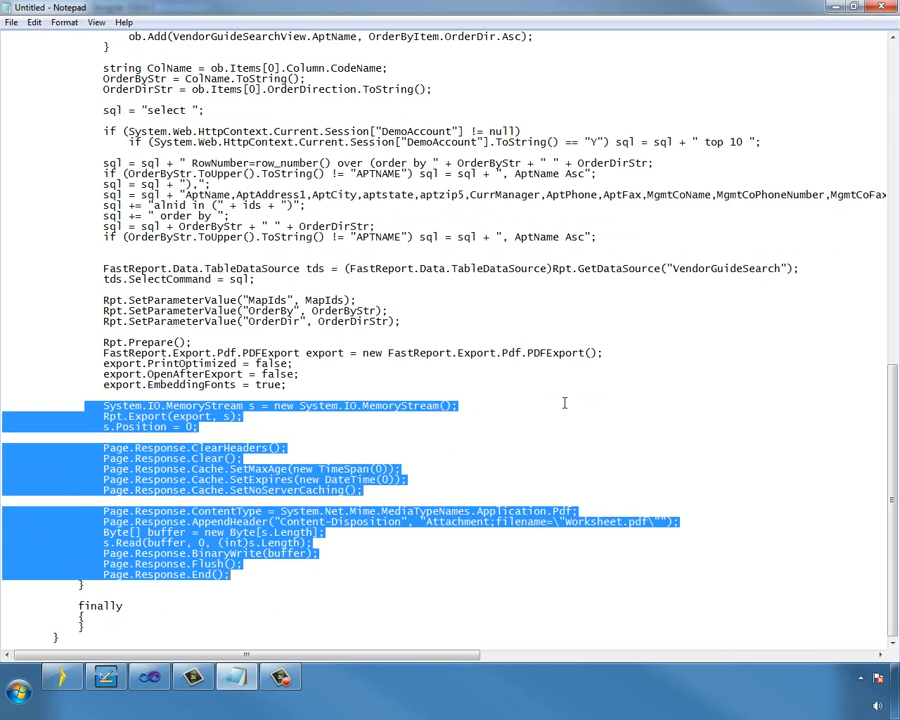 Untitled - Notepad
File Edit Format View Help
ob.Add(VendorGuideSearchView.AptName, OrderByItem.OrderDir.Asc);
}
string ColName = ob.Items[0].Column.CodeName;
OrderByStr = ColName.ToString();
OrderDirStr = ob.Items[0].OrderDirection.ToString();
sql = "select ";
if (System.Web.HttpContext.Current.Session["DemoAccount"] != null)
if (System.Web.HttpContext.Current.Session["DemoAccount"].ToString() == "Y") sql = sql + " top 10 ";
sql = sql + " RowNumber=row_number() over (order by " + OrderByStr + " " + OrderDirStr;
if (OrderByStr.ToUpper().ToString() != "APTNAME") sql = sql + ", AptName Asc";
sql = sql + "),";
sql = sql + "AptName,AptAddress1,AptCity,aptstate,aptzip5,CurrManager,AptPhone,AptFax,MgmtCoName,MgmtCoPhoneNumber,MgmtCoFax
sql += "alnid in (" + ids + ")";
sql += " order by ";
sql = sql + OrderByStr + " " + OrderDirStr;
if (OrderByStr.ToUpper().ToString() != "APTNAME") sql = sql + ", AptName Asc";
FastReport.Data.TableDataSource tds = (FastReport.Data.TableDataSource)Rpt.GetDataSource("VendorGuideSearch");
tds.SelectCommand = sql;
Rpt.SetParameterValue("MapIds", MapIds);
Rpt.SetParameterValue("OrderBy", OrderByStr);
Rpt.SetParameterValue("OrderDir", OrderDirStr);
Rpt.Prepare();
FastReport.Export.Pdf.PDFExport export = new FastReport.Export.Pdf.PDFExport();
export.PrintOptimized = false;
export.OpenAfterExport = false;
export.EmbeddingFonts = true;
System.IO.MemoryStream s = new System.IO.MemoryStream();
Rpt.Export(export, s);
s.Position = 0;
Page.Response.ClearHeaders();
Page.Response.Clear();
Page.Response.Cache.SetMaxAge(new TimeSpan(0));
Page.Response.Cache.SetExpires(new DateTime(0));
Page.Response.Cache.SetNoServerCaching();
Page.Response.ContentType = System.Net.Mime.MediaTypeNames.Application.Pdf;
Page.Response.AppendHeader("Content-Disposition", "Attachment;filename=\"Worksheet.pdf\"");
Byte[] buffer = new Byte[s.Length];
s.Read(buffer, 0, (int)s.Length);
Page.Response.BinaryWrite(buffer);
Page.Response.Flush();
Page.Response.End();
}
finally
{
}
}